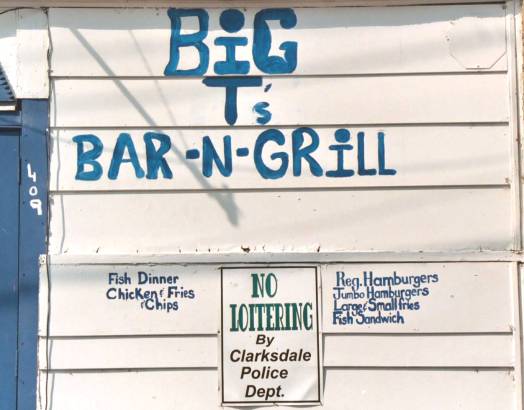 BiG
T's
BAR-N-GRiLL
409
Fish Dinner
Chicken & Fries
& Chips
NO
LOITERING
By
Clarksdale
Police
Dept.
Reg. Hamburgers
Jumbo Hamburgers
Large & Small fries
Fish Sandwich